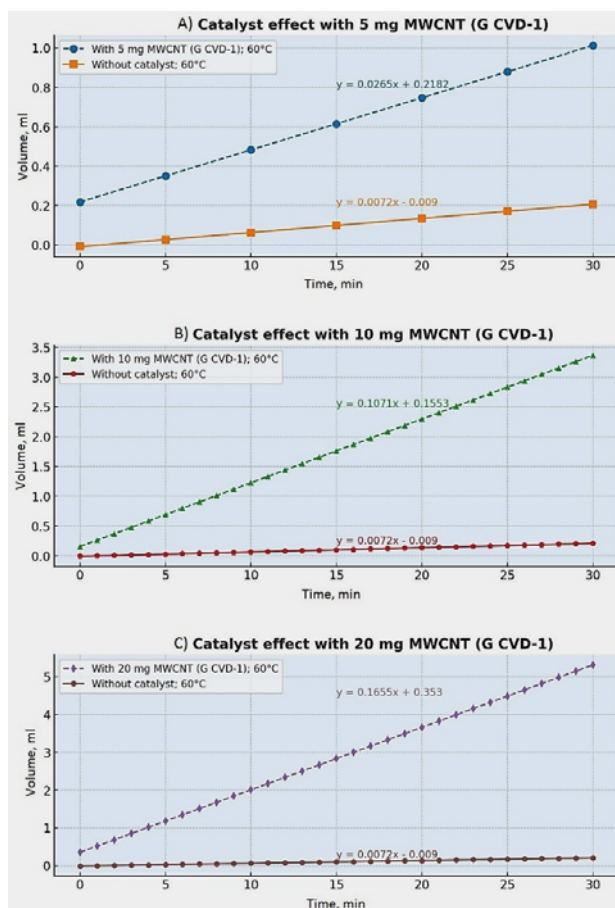 A) Catalyst effect with 5 mg MWCNT (G CVD-1)
With 5 mg MWCNT (G CVD-1); 60°C
Without catalyst; 60°C
1.0
0.8
0.6
0.4
0.2
0.0
Volume, ml
y = 0.0265x + 0.2182
y = 0.0072x - 0.009
0 5 10 15 20 25 30
Time, min
B) Catalyst effect with 10 mg MWCNT (G CVD-1)
With 10 mg MWCNT (G CVD-1); 60°C
Without catalyst; 60°C
3.5
3.0
2.5
2.0
1.5
1.0
0.5
0.0
Volume, ml
y = 0.1071x + 0.1553
y = 0.0072x - 0.009
0 5 10 15 20 25 30
Time, min
C) Catalyst effect with 20 mg MWCNT (G CVD-1)
With 20 mg MWCNT (G CVD-1); 60°C
Without catalyst; 60°C
5
4
3
2
1
0
Volume, ml
y = 0.1655x + 0.353
y = 0.0072x - 0.009
0 5 10 15 20 25 30
Time, min